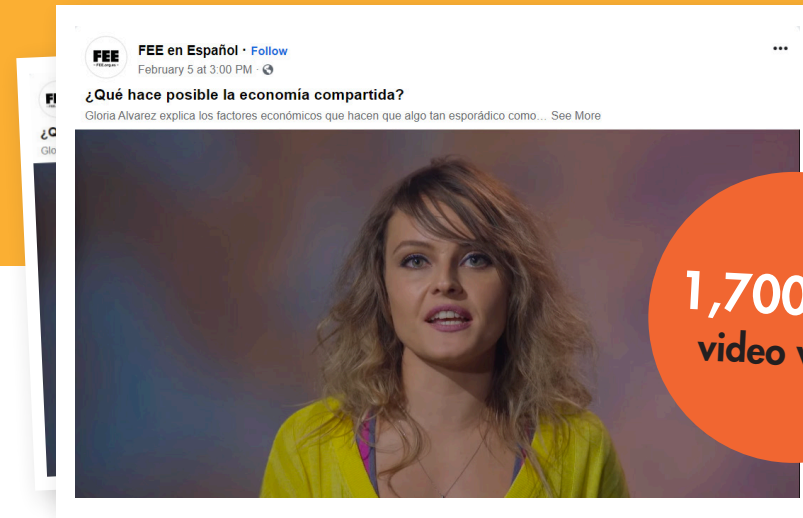 FEE
FEE en Español · Follow
February 5 at 3:00 PM ·
¿Qué hace posible la economía compartida?
Gloria Alvarez explica los factores económicos que hacen que algo tan esporádico como… See More
¿Q
Glo
1,700
video v